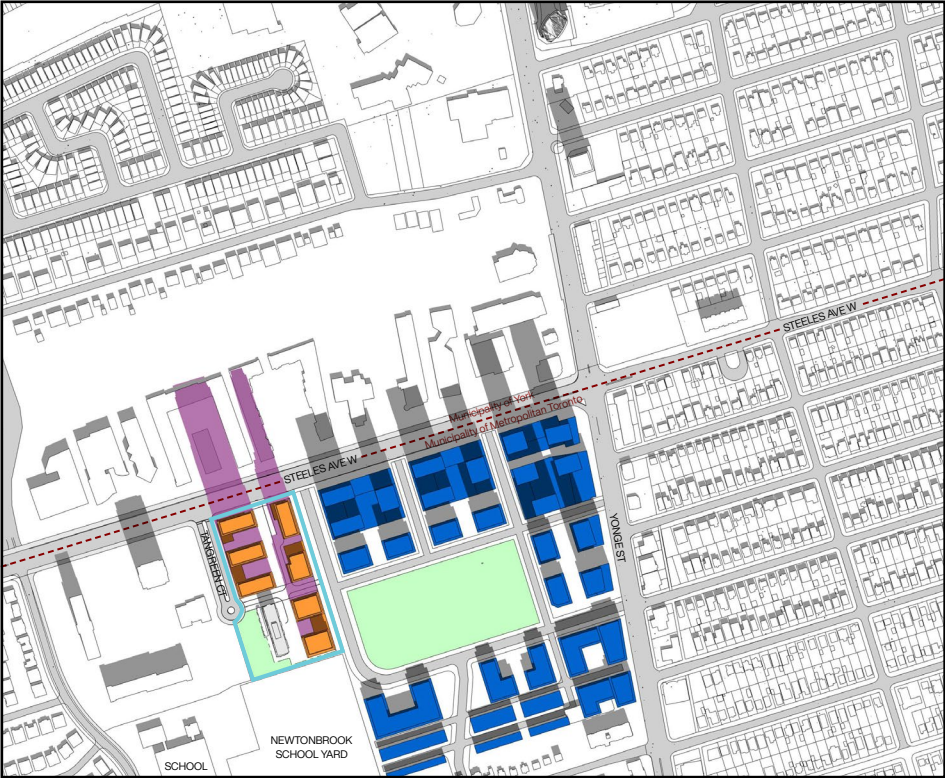 STEELES AVE W
Municipality of York
Municipality of Metropolitan Toronto
STEELES AVE W
TANGREEN CT
YONGE ST
NEWTONBROOK
SCHOOL YARD
SCHOOL